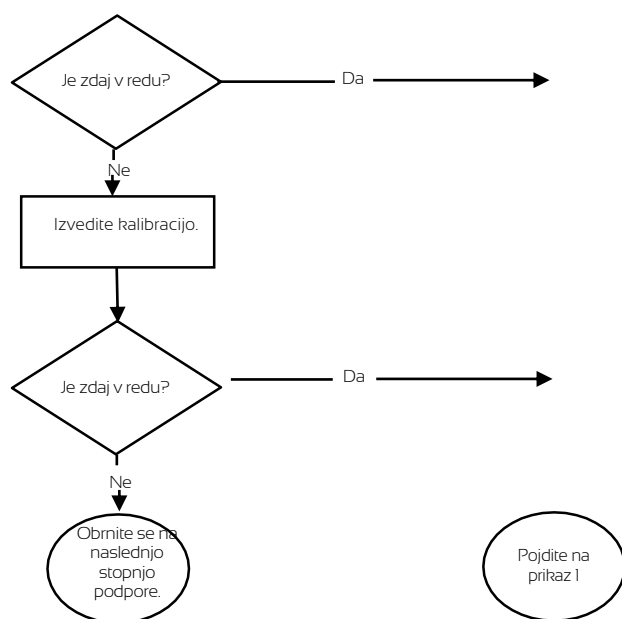 Je zdaj v redu?
Da
Ne
Izvedite kalibracijo.
Je zdaj v redu?
Da
Ne
Obrnite se na
naslednjo
stopnjo
podpore.
Pojdite na
prikaz 1